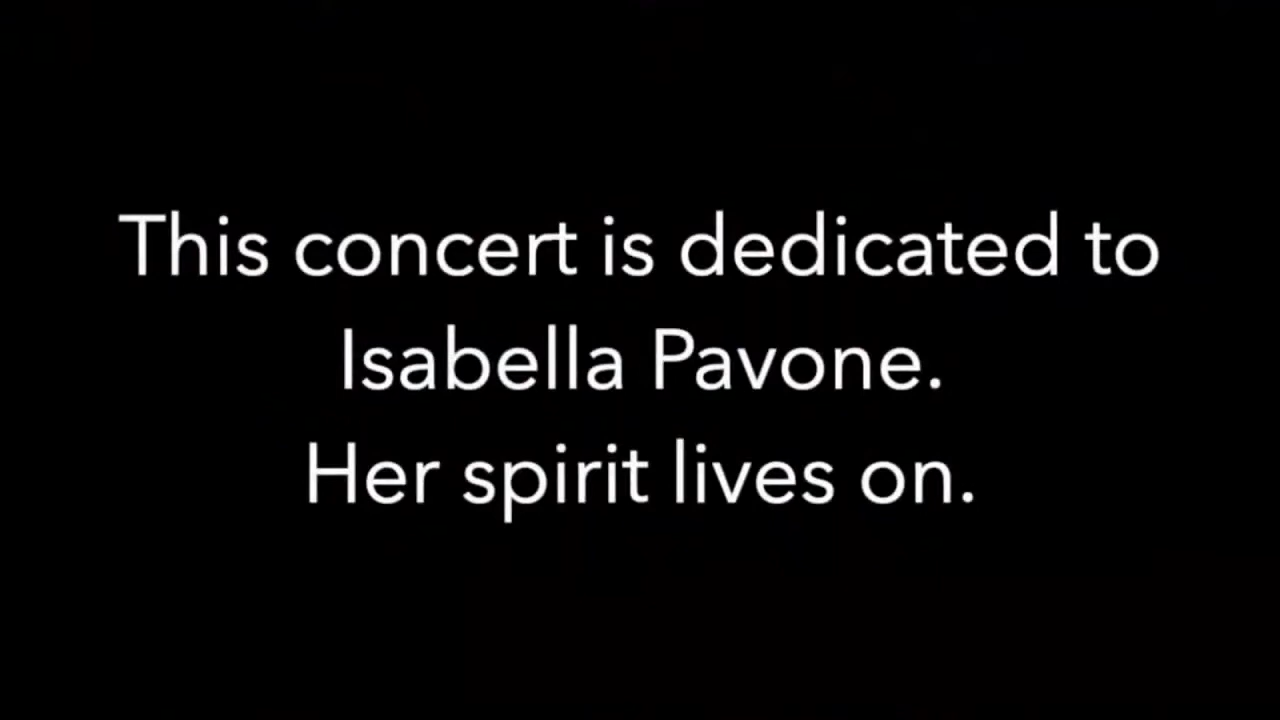 This concert is dedicated to
Isabella Pavone.
Her spirit lives on.